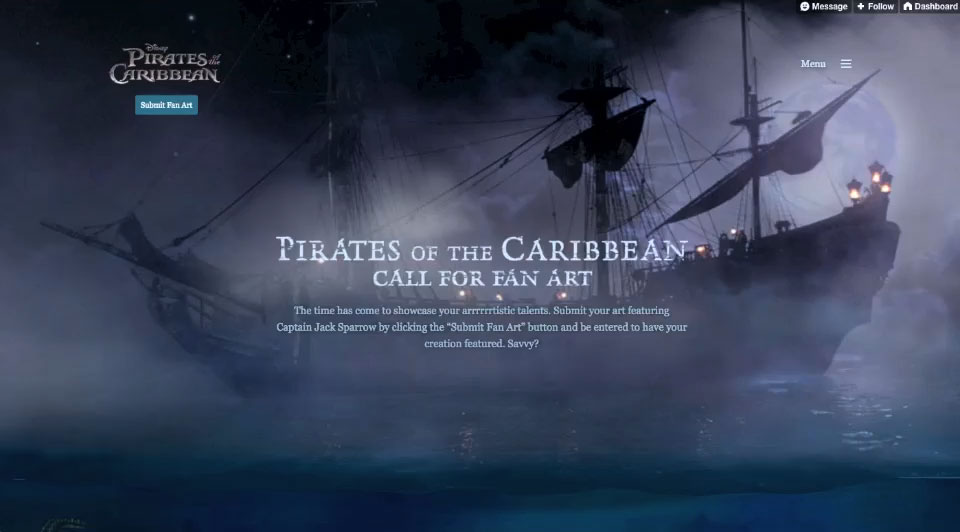 Message Follow Dashboard
Disney
PIRATES of the
CARIBBEAN
Menu
Submit Fan Art
PIRATES OF THE CARIBBEAN
CALL FOR FAN ART
The time has come to showcase your arrrrrrtistic talents. Submit your art featuring
Captain Jack Sparrow by clicking the “Submit Fan Art” button and be entered to have your
creation featured. Savvy?